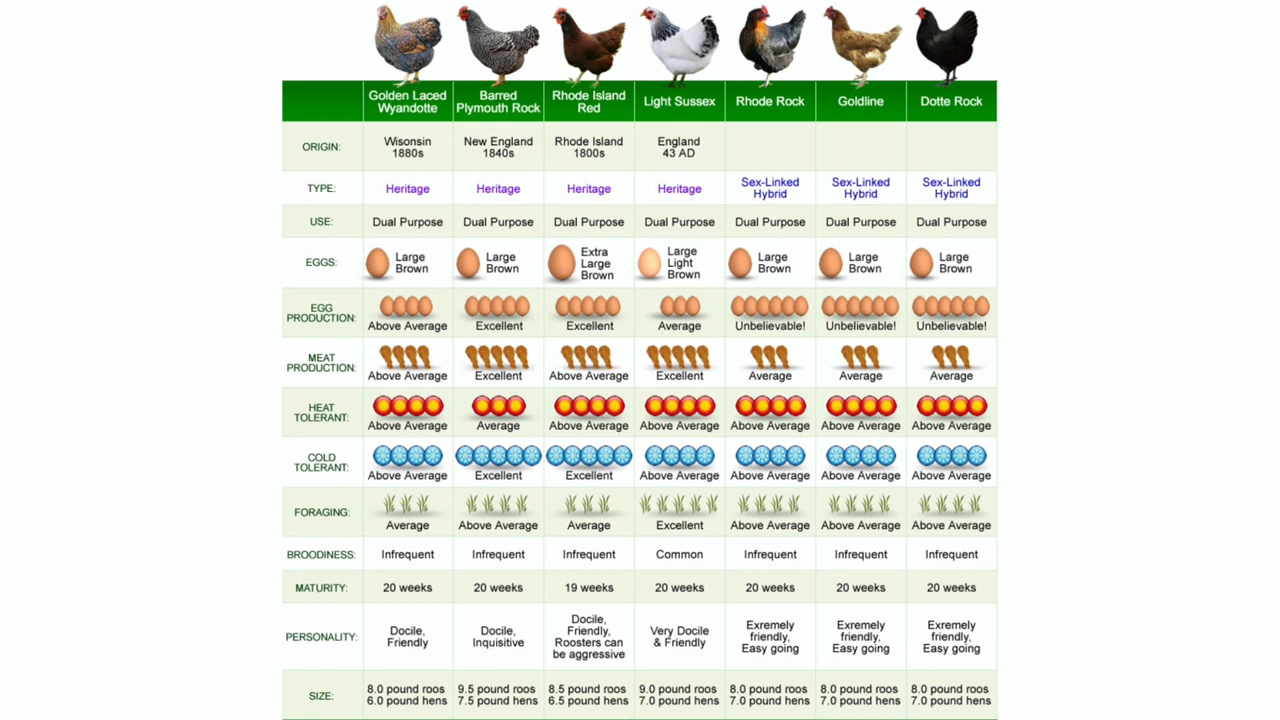 Golden Laced Wyandotte
Barred Plymouth Rock
Rhode Island Red
Light Sussex
Rhode Rock
Goldline
Dotte Rock
ORIGIN:
Wisonsin 1880s
New England 1840s
Rhode Island 1800s
England 43 AD
TYPE:
Heritage
Heritage
Heritage
Heritage
Sex-Linked Hybrid
Sex-Linked Hybrid
Sex-Linked Hybrid
USE:
Dual Purpose
Dual Purpose
Dual Purpose
Dual Purpose
Dual Purpose
Dual Purpose
Dual Purpose
EGGS:
Large Brown
Large Brown
Extra Large Brown
Large Light Brown
Large Brown
Large Brown
Large Brown
EGG PRODUCTION:
Above Average
Excellent
Excellent
Average
Unbelievable!
Unbelievable!
Unbelievable!
MEAT PRODUCTION:
Above Average
Excellent
Above Average
Excellent
Average
Average
Average
HEAT TOLERANT:
Above Average
Average
Above Average
Above Average
Above Average
Above Average
Above Average
COLD TOLERANT:
Above Average
Excellent
Excellent
Above Average
Above Average
Above Average
Above Average
FORAGING:
Average
Above Average
Average
Excellent
Above Average
Above Average
Above Average
BROODINESS:
Infrequent
Infrequent
Infrequent
Common
Infrequent
Infrequent
Infrequent
MATURITY:
20 weeks
20 weeks
19 weeks
20 weeks
20 weeks
20 weeks
20 weeks
PERSONALITY:
Docile, Friendly
Docile, Inquisitive
Docile, Friendly, Roosters can be aggressive
Very Docile & Friendly
Exremely friendly, Easy going
Exremely friendly, Easy going
Exremely friendly, Easy going
SIZE:
8.0 pound roos 6.0 pound hens
9.5 pound roos 7.5 pound hens
8.5 pound roos 6.5 pound hens
9.0 pound roos 7.0 pound hens
8.0 pound roos 7.0 pound hens
8.0 pound roos 7.0 pound hens
8.0 pound roos 7.0 pound hens